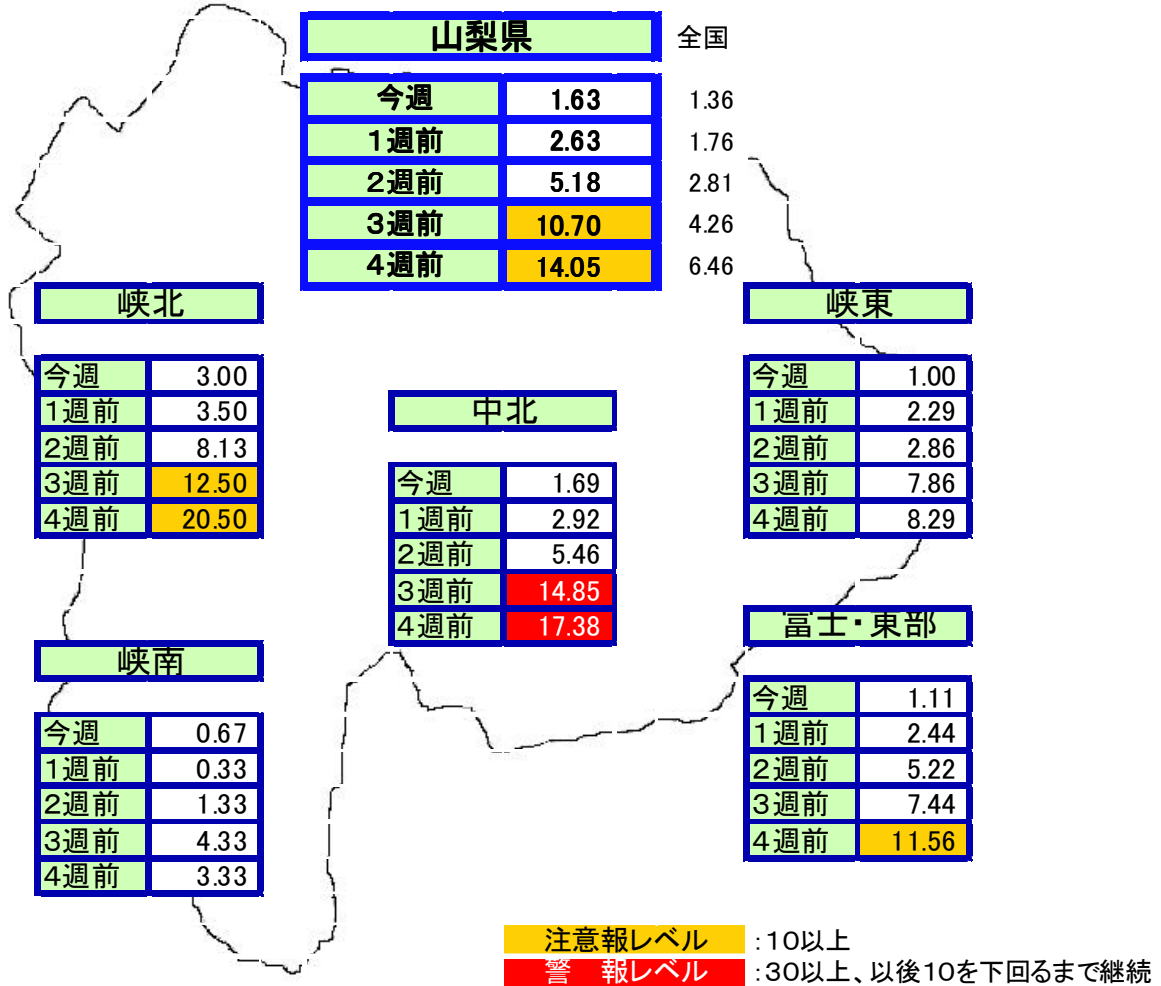 山梨県 全国
今週 1.63 1.36
1週前 2.63 1.76
2週前 5.18 2.81
3週前 10.70 4.26
4週前 14.05 6.46
峡北
今週 3.00
1週前 3.50
2週前 8.13
3週前 12.50
4週前 20.50
中北
今週 1.69
1週前 2.92
2週前 5.46
3週前 14.85
4週前 17.38
峡東
今週 1.00
1週前 2.29
2週前 2.86
3週前 7.86
4週前 8.29
峡南
今週 0.67
1週前 0.33
2週前 1.33
3週前 4.33
4週前 3.33
富士・東部
今週 1.11
1週前 2.44
2週前 5.22
3週前 7.44
4週前 11.56
注意報レベル :10以上
警 報レベル :30以上、以後10を下回るまで継続